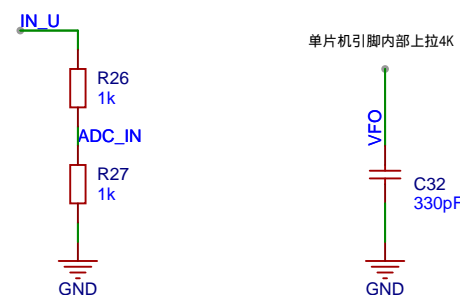 IN_U
R26
1k
ADC_IN
R27
1k
GND
单片机引脚内部上拉4K
VFO
C32
330pF
GND